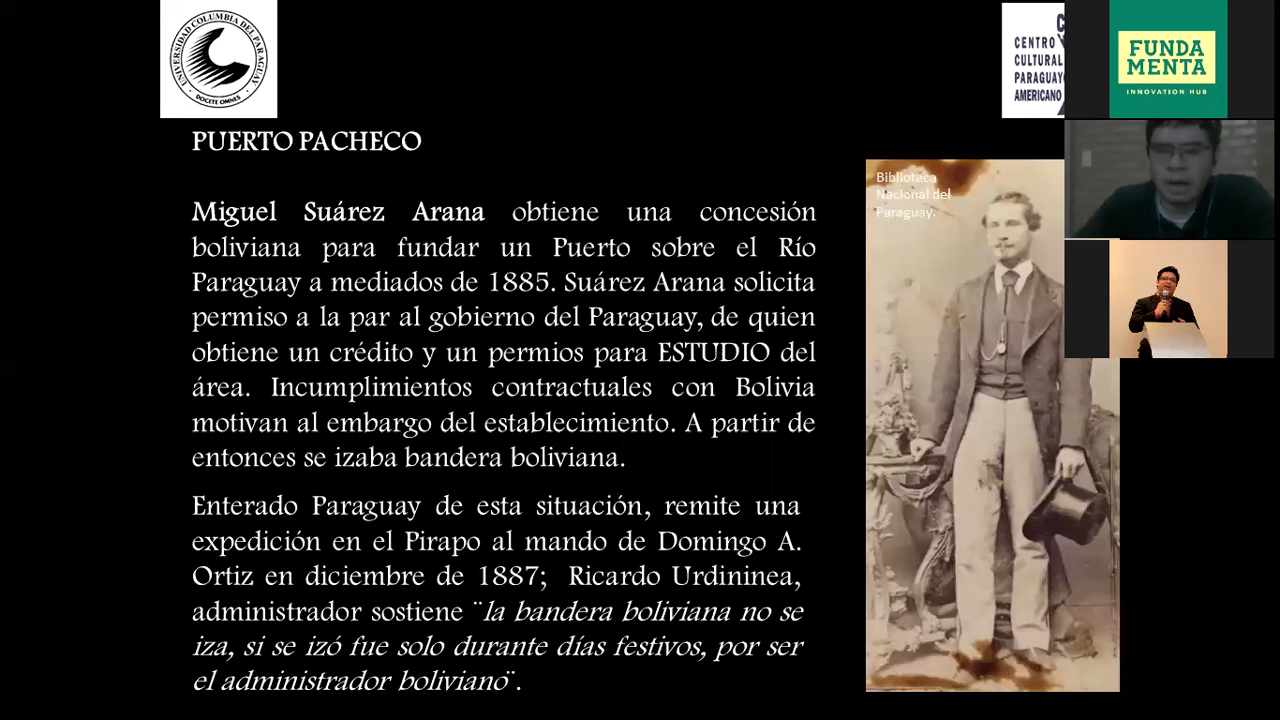 UNIVERSIDAD COLUMBIA DEL PARAGUAY
DOCETE OMNES
CENTRO
CULTURAL
PARAGUAYO
AMERICANO
FUNDA
MENTA
INNOVATION HUB
PUERTO PACHECO
Miguel Suárez Arana obtiene una concesión
boliviana para fundar un Puerto sobre el Río
Paraguay a mediados de 1885. Suárez Arana solicita
permiso a la par al gobierno del Paraguay, de quien
obtiene un crédito y un permios para ESTUDIO del
área. Incumplimientos contractuales con Bolivia
motivan al embargo del establecimiento. A partir de
entonces se izaba bandera boliviana.
Enterado Paraguay de esta situación, remite una
expedición en el Pirapo al mando de Domingo A.
Ortiz en diciembre de 1887; Ricardo Urdininea,
administrador sostiene ¨la bandera boliviana no se
iza, si se izó fue solo durante días festivos, por ser
el administrador boliviano¨.
Biblioteca
Nacional del
Paraguay.